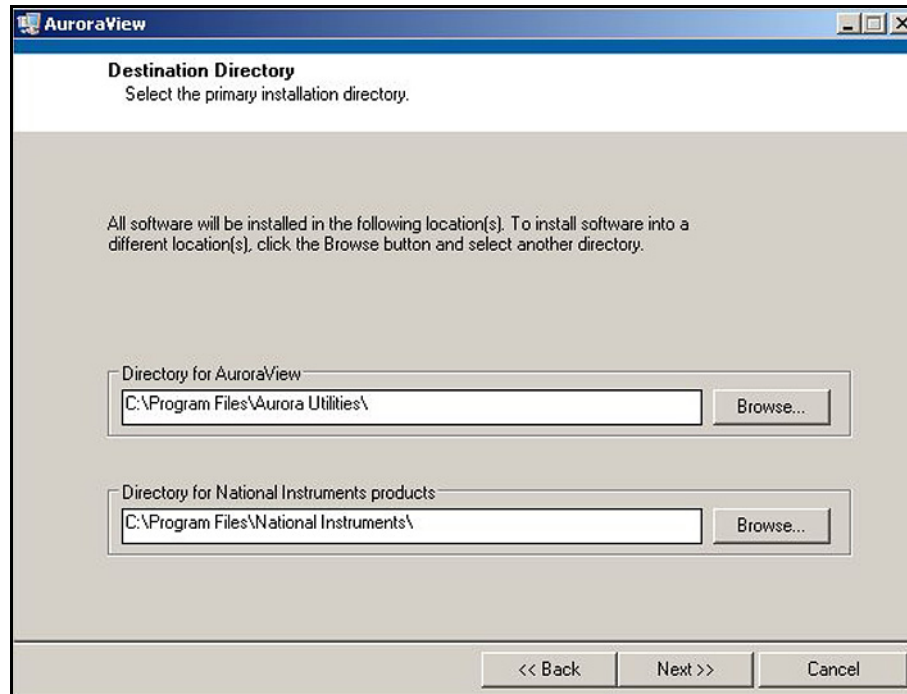 AuroraView
Destination Directory
Select the primary installation directory.
All software will be installed in the following location(s). To install software into a
different location(s), click the Browse button and select another directory.
Directory for AuroraView
C:\Program Files\Aurora Utilities\
Browse...
Directory for National Instruments products
C:\Program Files\National Instruments\
Browse...
<< Back
Next >>
Cancel